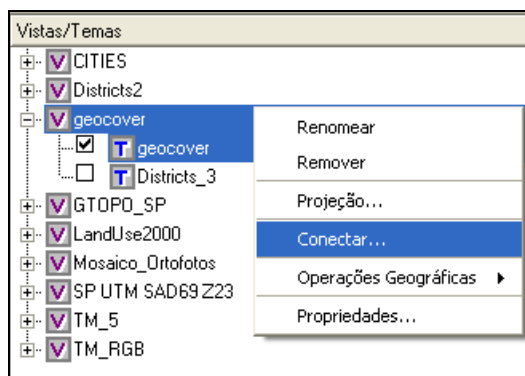 Vistas/Temas
V CITIES
V Districts2
V geocover
T geocover
T Districts_3
V GTOPO_SP
V LandUse2000
V Mosaico_Ortofotos
V SP UTM SAD69 Z23
V TM_5
V TM_RGB
Renomear
Remover
Projeção...
Conectar...
Operações Geográficas
Propriedades...